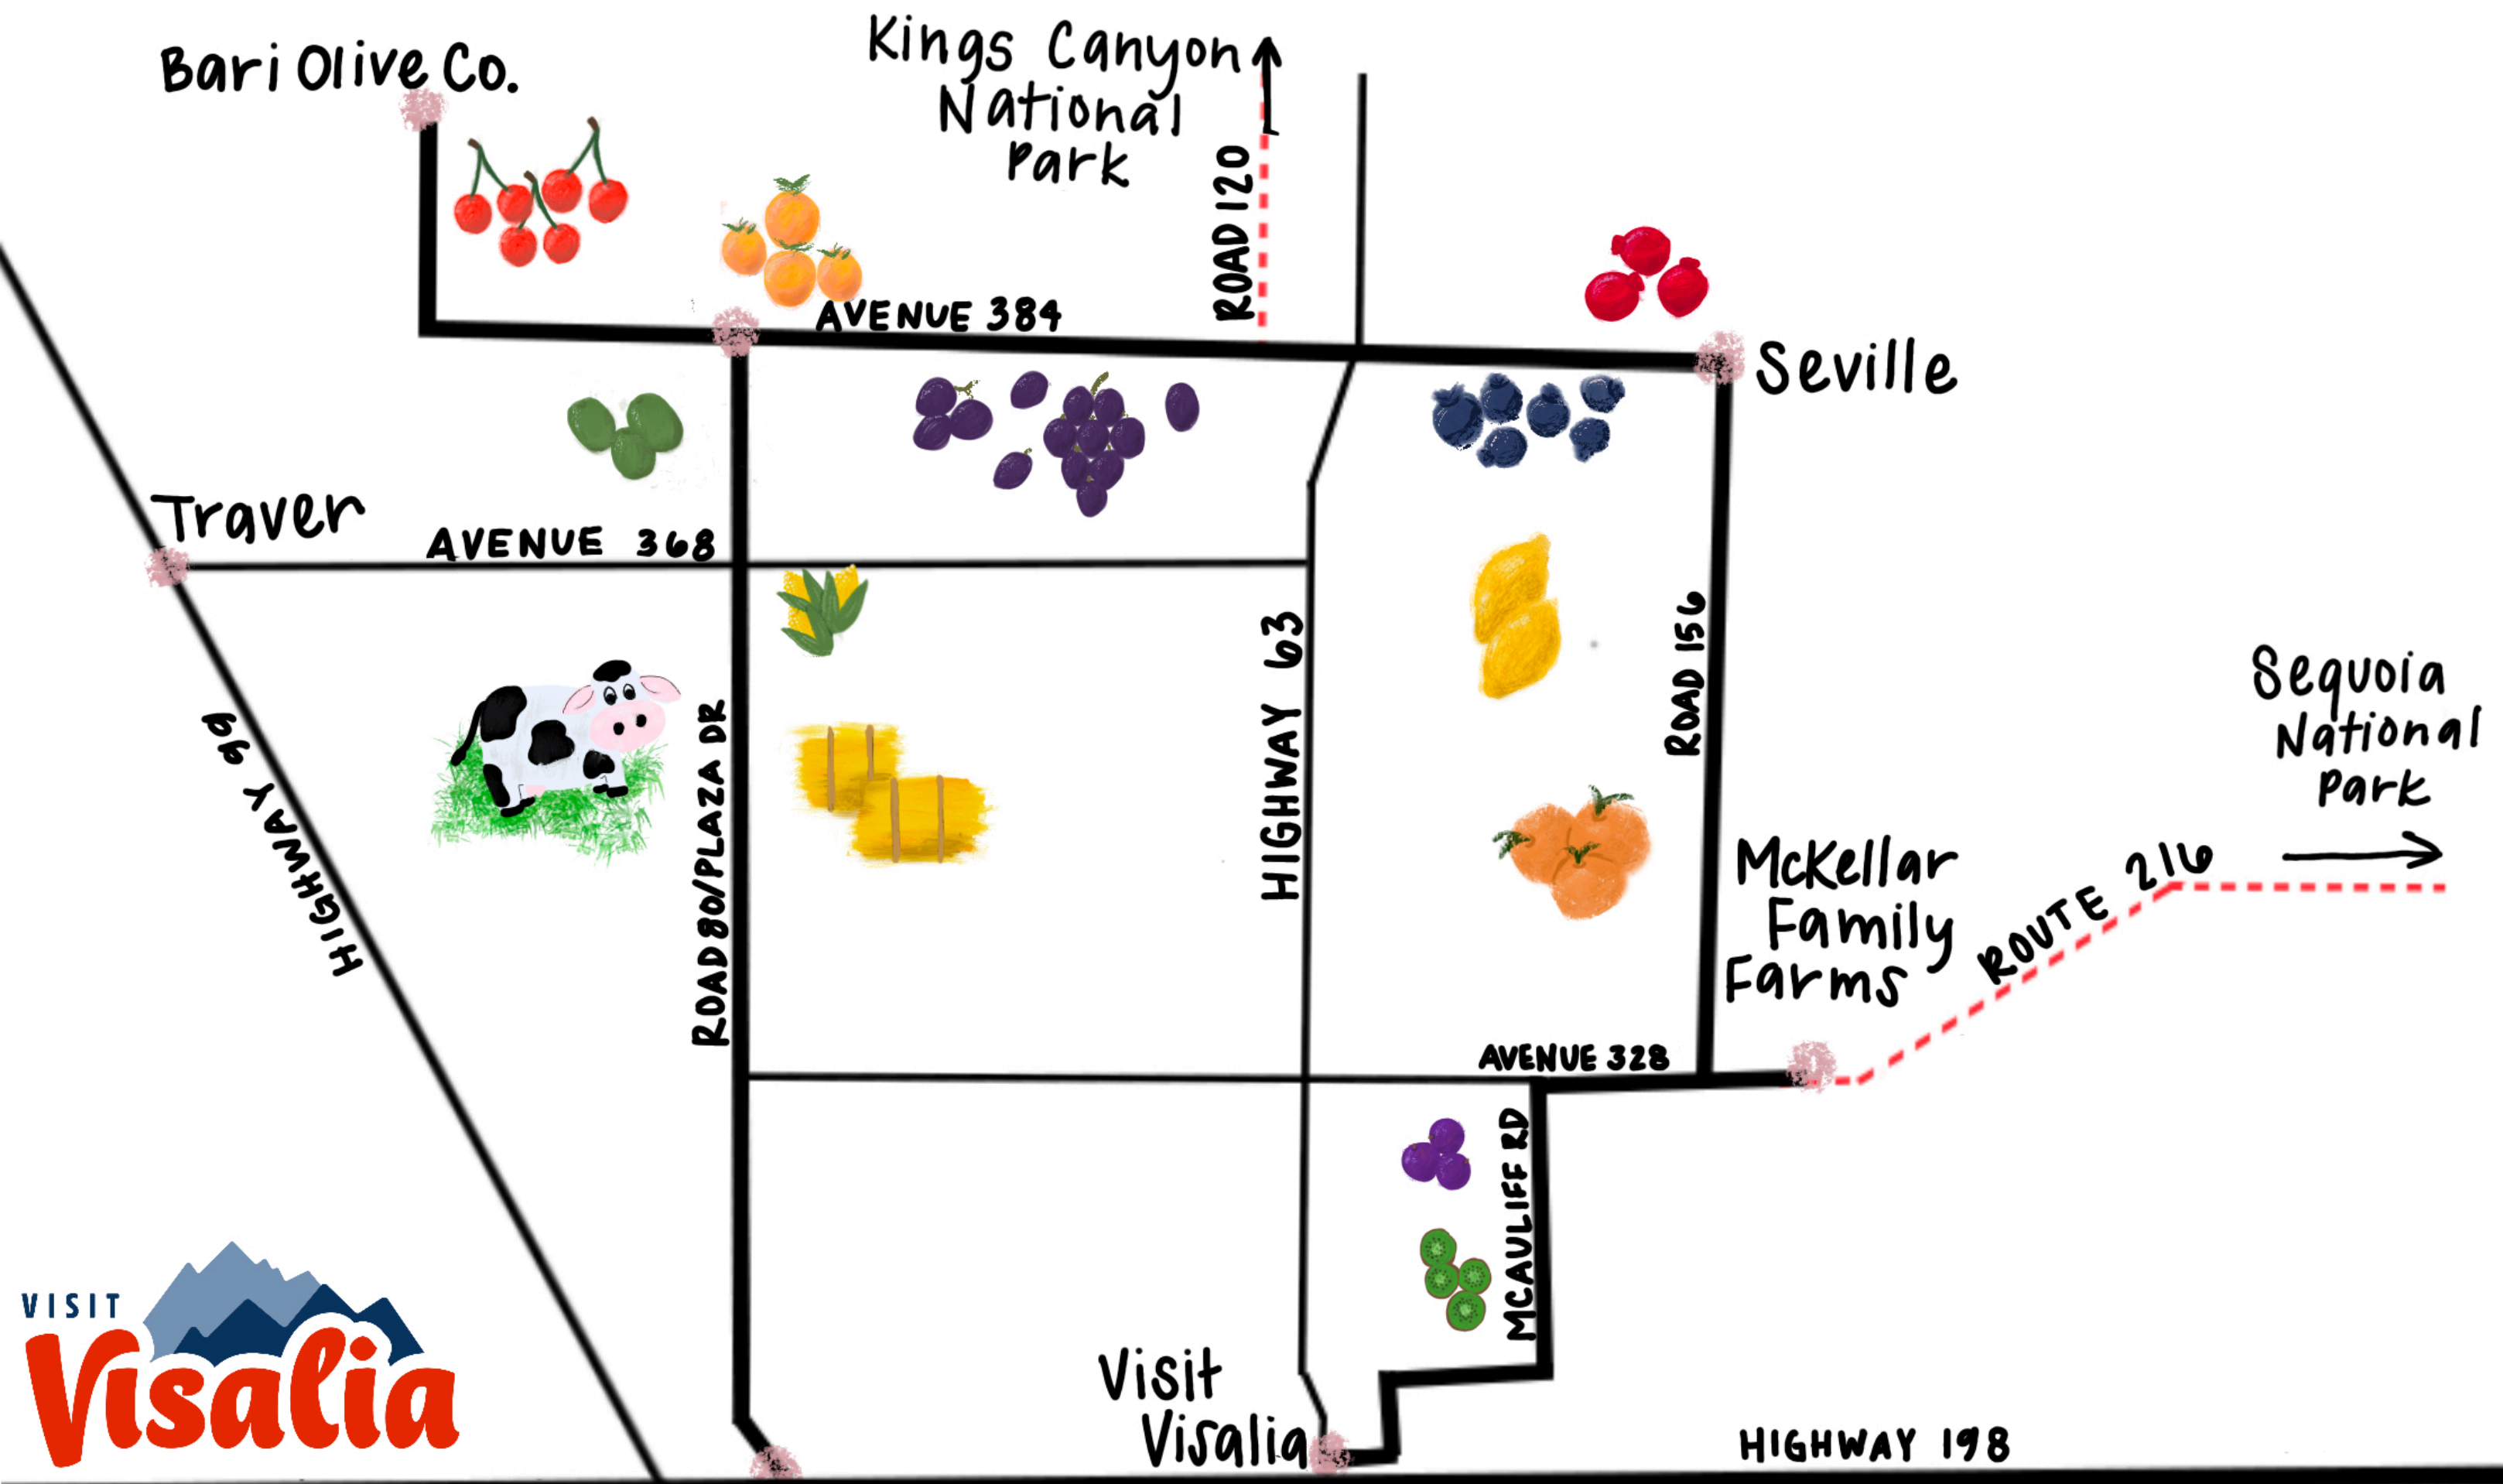 Bari Olive Co.
Kings Canyon
National
Park
ROAD 120
AVENUE 384
Seville
Traver
AVENUE 368
HIGHWAY 99
ROAD 80/PLAZA DR
HIGHWAY 63
ROAD 156
Sequoia
National
Park
McKellar
Family
Farms
ROUTE 216
AVENUE 328
MCAULIFF RD
VISIT
Visalia
Visit
Visalia
HIGHWAY 198